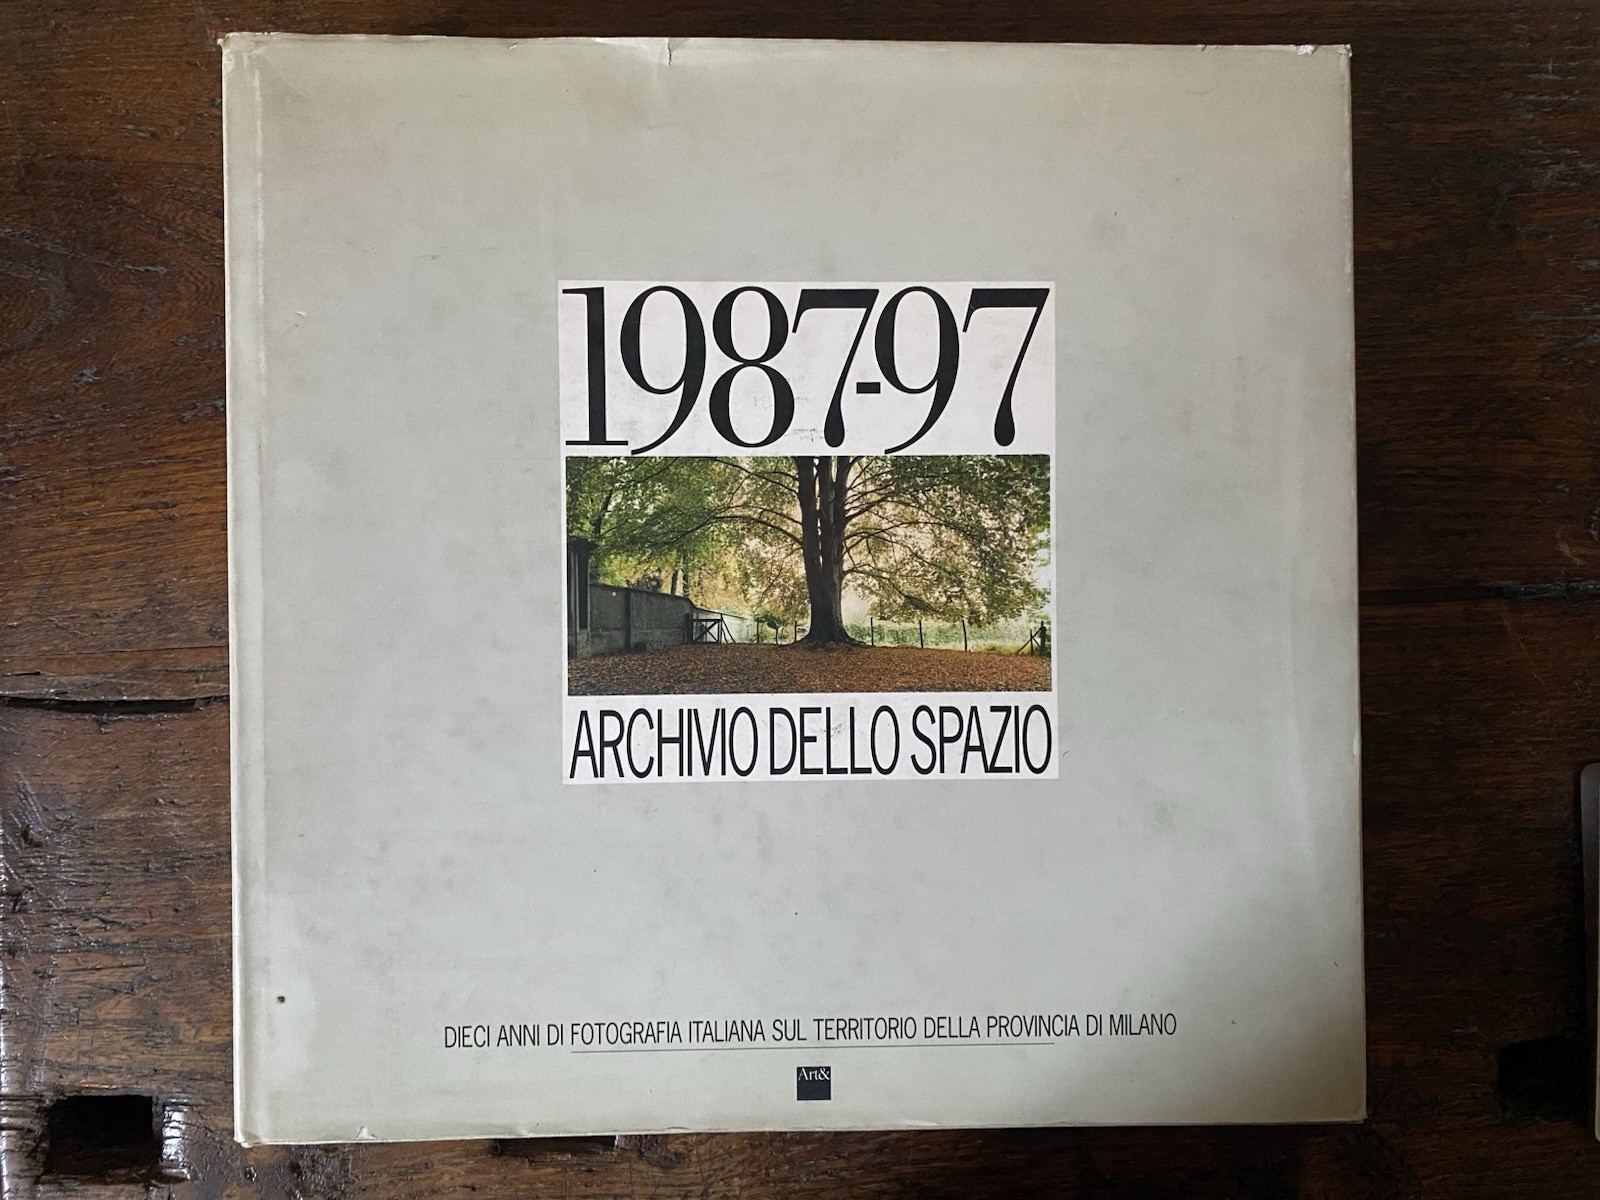 1987-97
ARCHIVIO DELLO SPAZIO
DIECI ANNI DI FOTOGRAFIA ITALIANA SUL TERRITORIO DELLA PROVINCIA DI MILANO
Art&